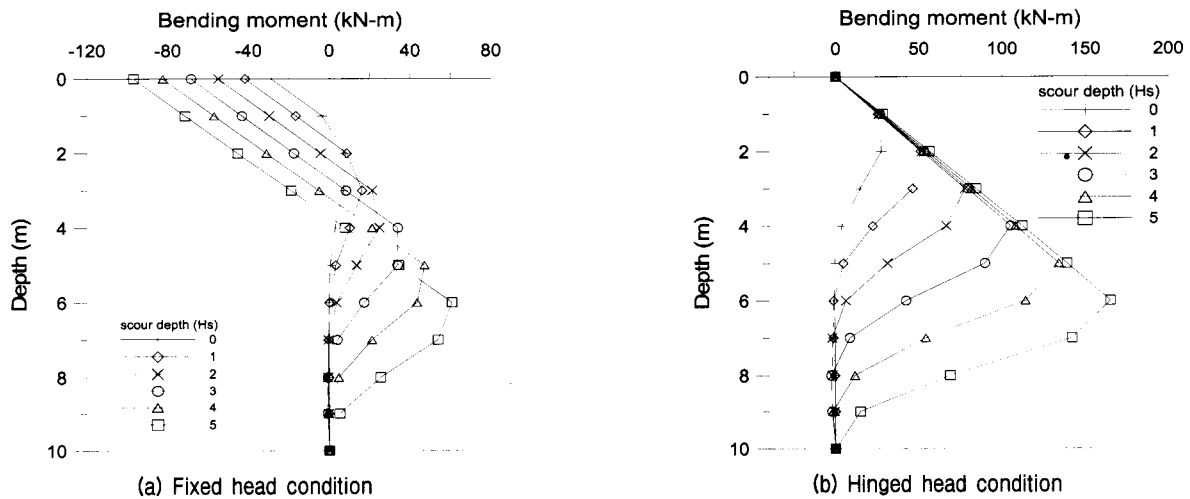 Bending moment (kN-m)
-120 -80 -40 0 40 80
0
2
4
6
8
10
Depth (m)
scour depth (Hs)
0
1
2
3
4
5
(a) Fixed head condition
Bending moment (kN-m)
0 50 100 150 200
0
2
4
6
8
10
Depth (m)
scour depth (Hs)
0
1
2
3
4
5
(b) Hinged head condition